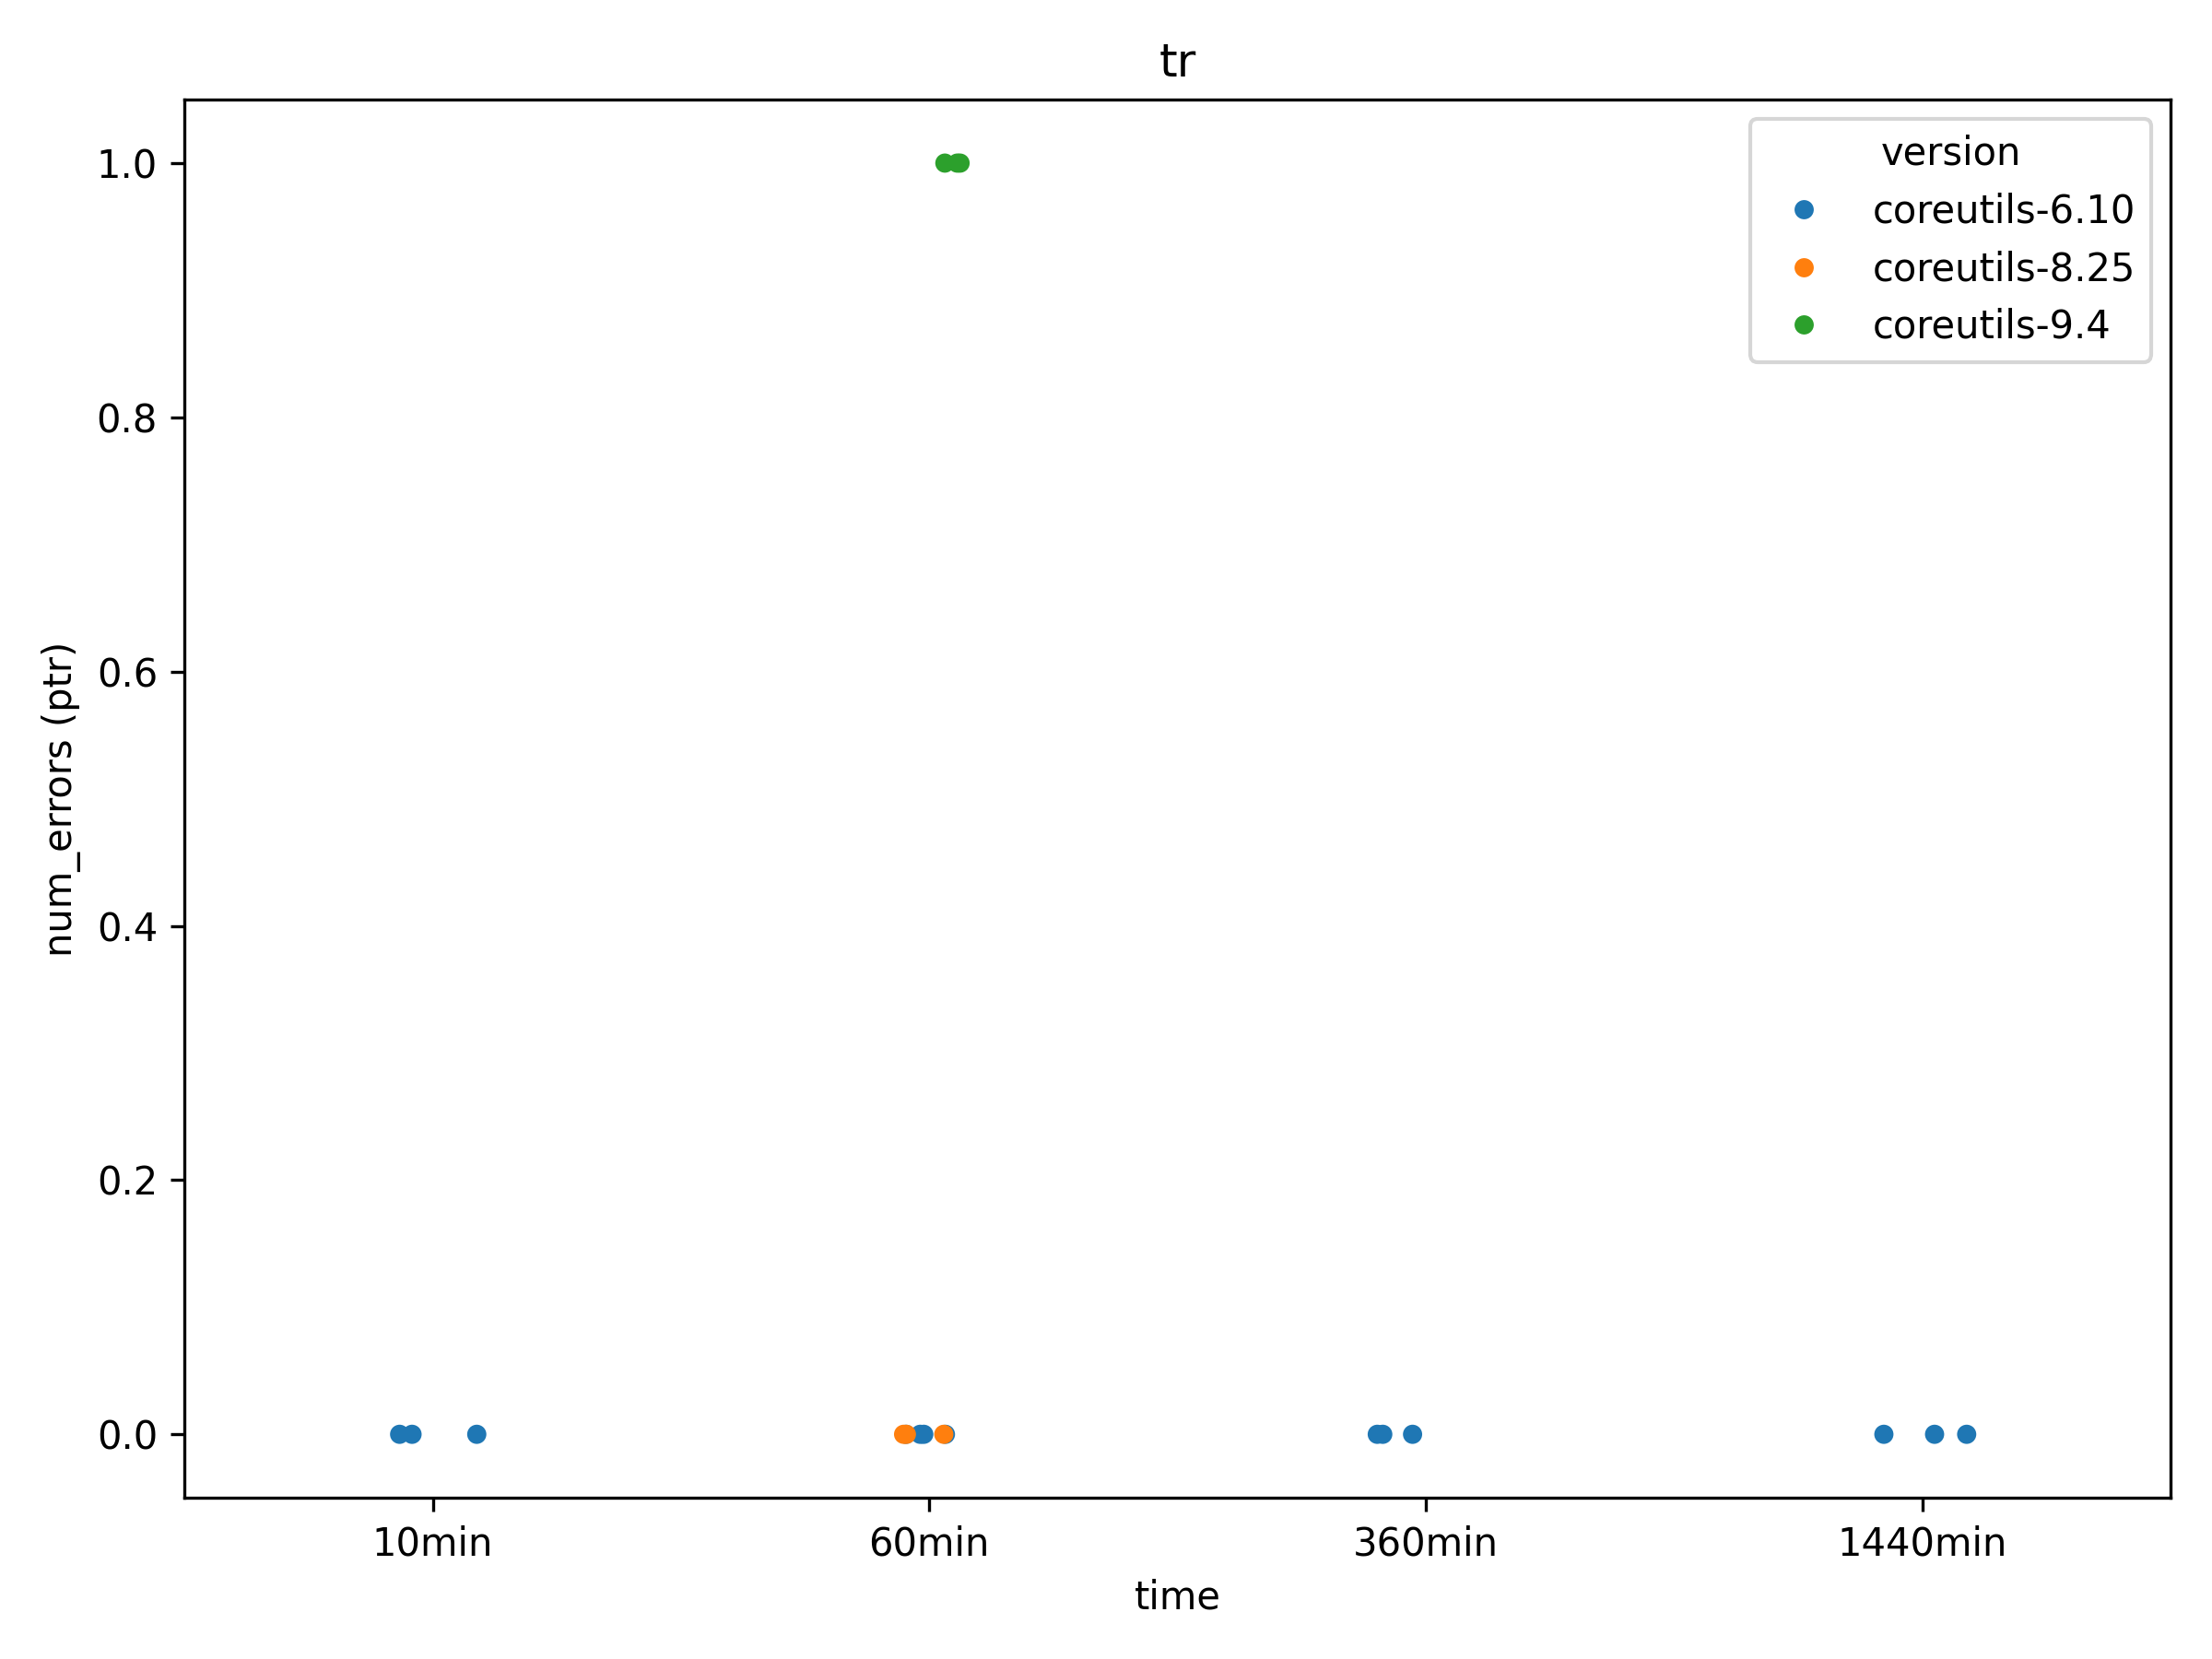 tr
version
coreutils-6.10
coreutils-8.25
coreutils-9.4
num_errors (ptr)
1.0
0.8
0.6
0.4
0.2
0.0
10min
60min
360min
1440min
time